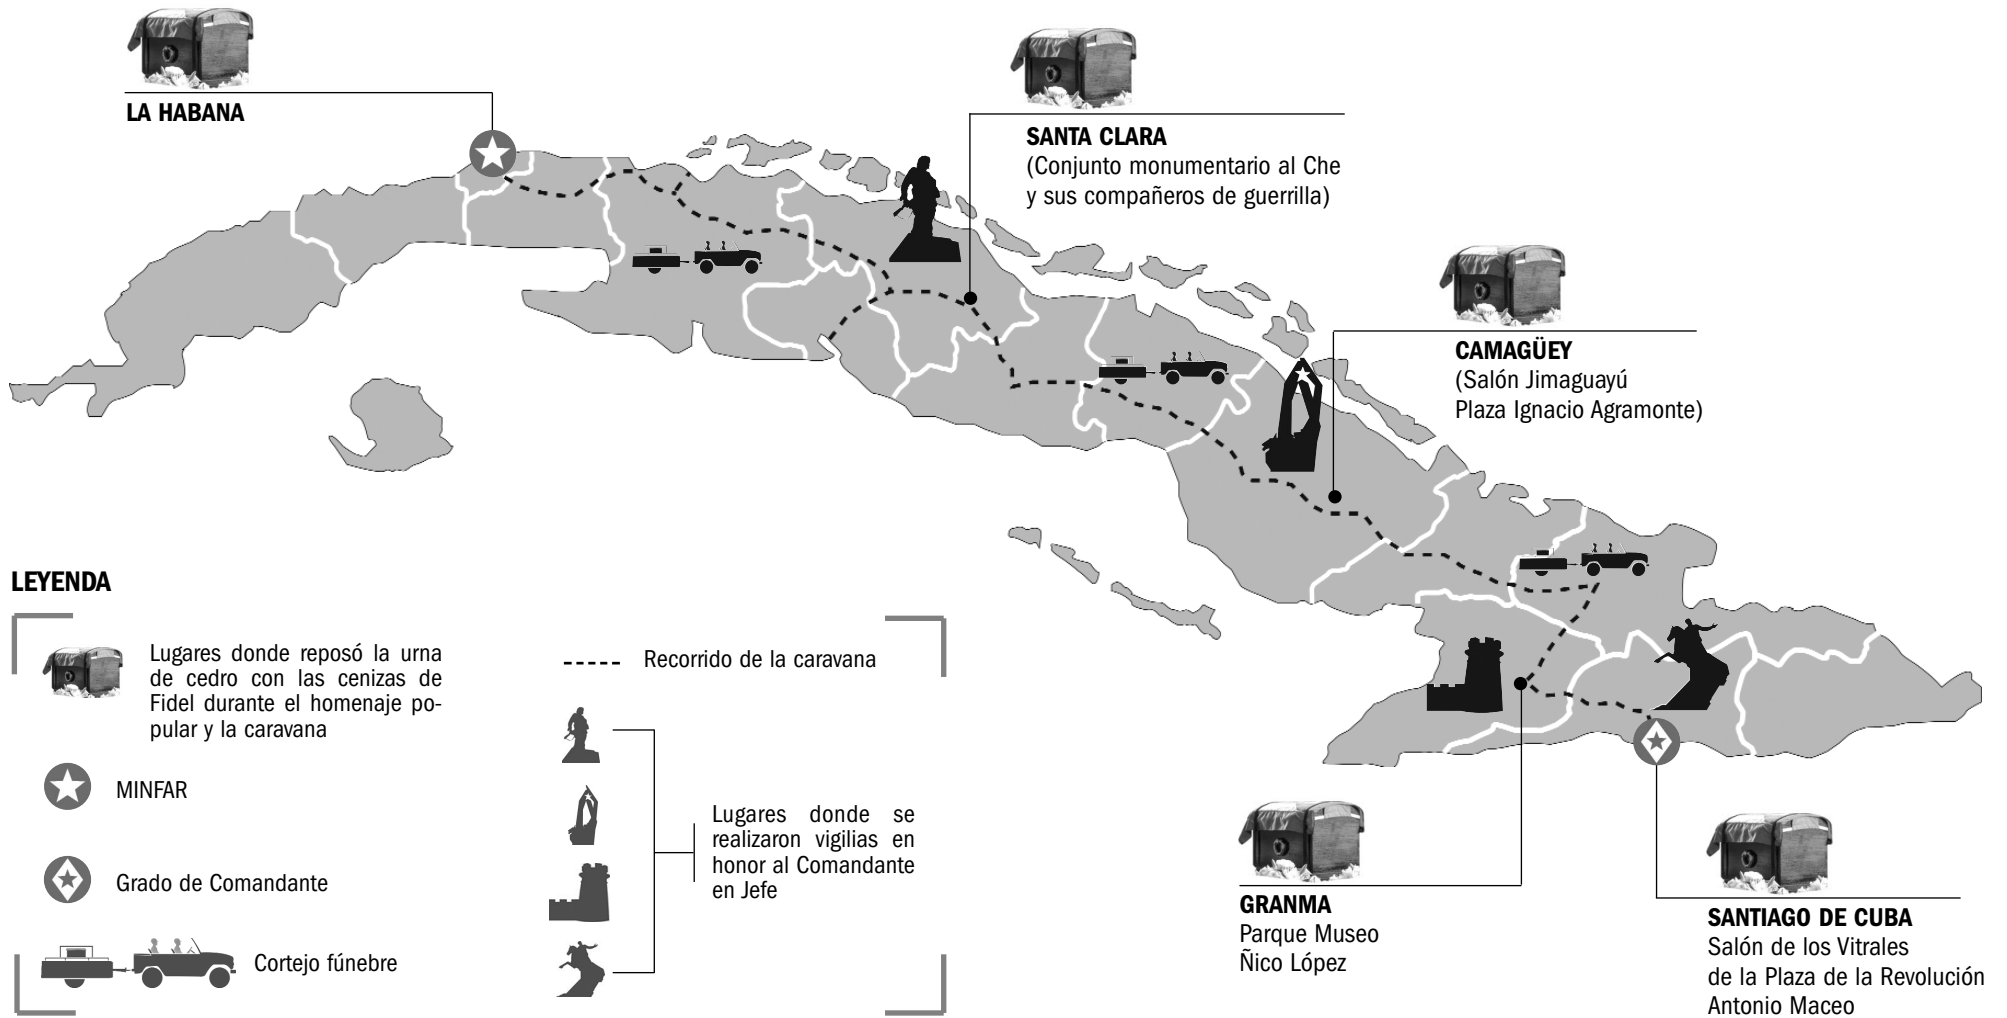 LA HABANA
SANTA CLARA
(Conjunto monumentario al Che
y sus compañeros de guerrilla)
CAMAGÜEY
(Salón Jimaguayú
Plaza Ignacio Agramonte)
LEYENDA
Lugares donde reposó la urna
de cedro con las cenizas de
Fidel durante el homenaje po-
pular y la caravana
MINFAR
Grado de Comandante
Cortejo fúnebre
Recorrido de la caravana
Lugares donde se
realizaron vigilias en
honor al Comandante
en Jefe
GRANMA
Parque Museo
Ñico López
SANTIAGO DE CUBA
Salón de los Vitrales
de la Plaza de la Revolución
Antonio Maceo